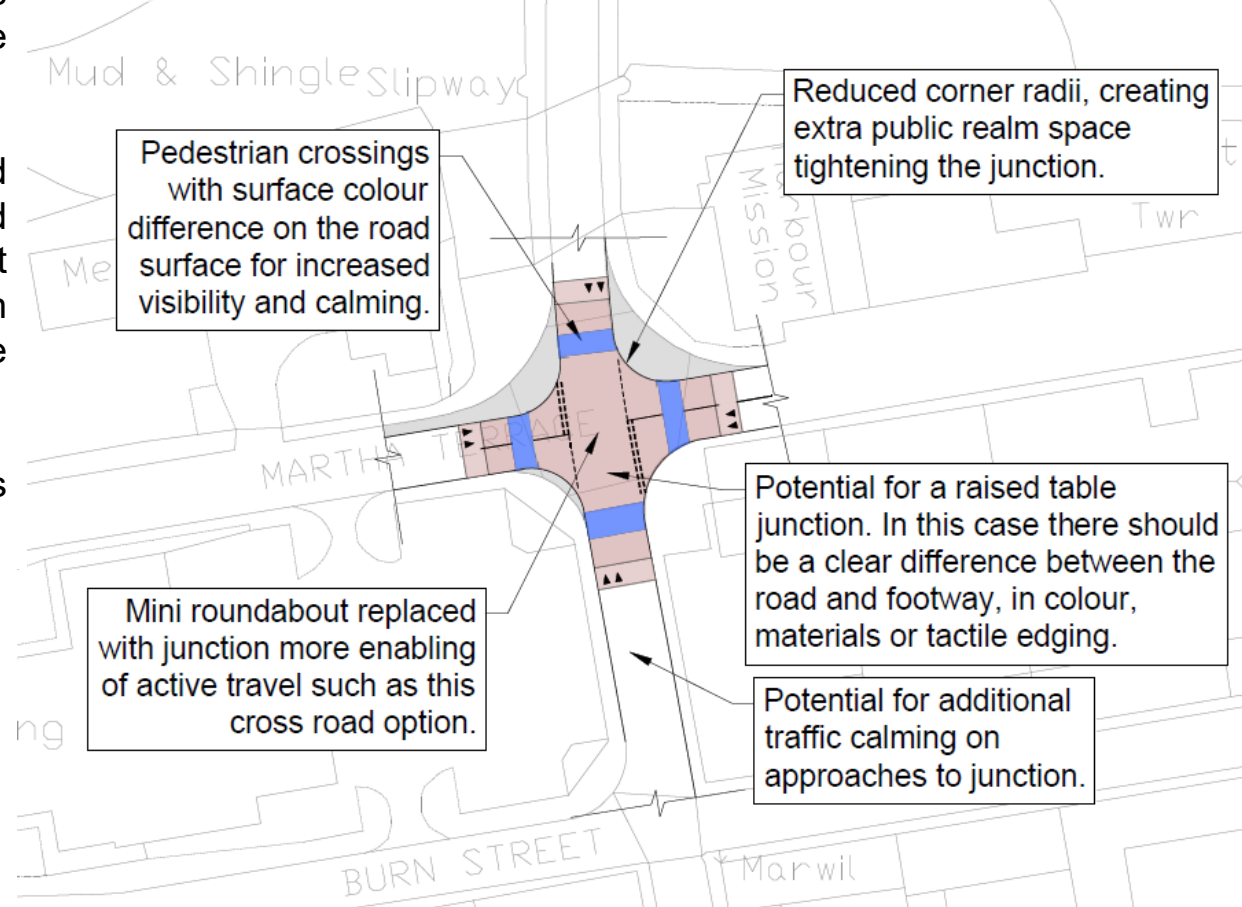 Mud & Shingle
Slipway
Pedestrian crossings
with surface colour
difference on the road
surface for increased
visibility and calming.
Reduced corner radii, creating
extra public realm space
tightening the junction.
Mission
Twr
Me
MARTHA TERRACE
Potential for a raised table
junction. In this case there should
be a clear difference between the
road and footway, in colour,
materials or tactile edging.
Mini roundabout replaced
with junction more enabling
of active travel such as this
cross road option.
Potential for additional
traffic calming on
approaches to junction.
ng
BURN STREET
Marwil